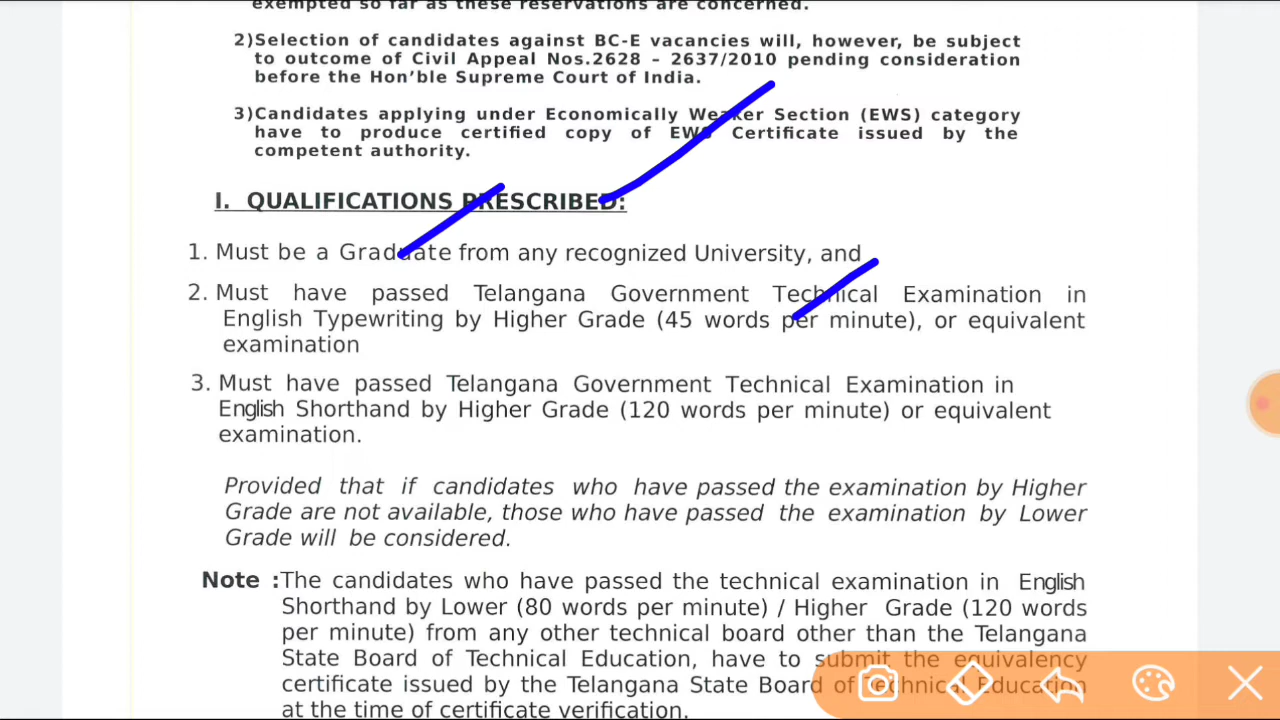 exempted so far as these reservations are concerned.
2)Selection of candidates against BC-E vacancies will, however, be subject
to outcome of Civil Appeal Nos.2628 – 2637/2010 pending consideration
before the Hon’ble Supreme Court of India.
3)Candidates applying under Economically Weaker Section (EWS) category
have to produce certified copy of EWS Certificate issued by the
competent authority.
I. QUALIFICATIONS PRESCRIBED:
1. Must be a Graduate from any recognized University, and
2. Must have passed Telangana Government Technical Examination in
English Typewriting by Higher Grade (45 words per minute), or equivalent
examination
3. Must have passed Telangana Government Technical Examination in
English Shorthand by Higher Grade (120 words per minute) or equivalent
examination.
Provided that if candidates who have passed the examination by Higher
Grade are not available, those who have passed the examination by Lower
Grade will be considered.
Note :The candidates who have passed the technical examination in English
Shorthand by Lower (80 words per minute) / Higher Grade (120 words
per minute) from any other technical board other than the Telangana
State Board of Technical Education, have to submit the equivalency
certificate issued by the Telangana State Board of Technical Education
at the time of certificate verification.